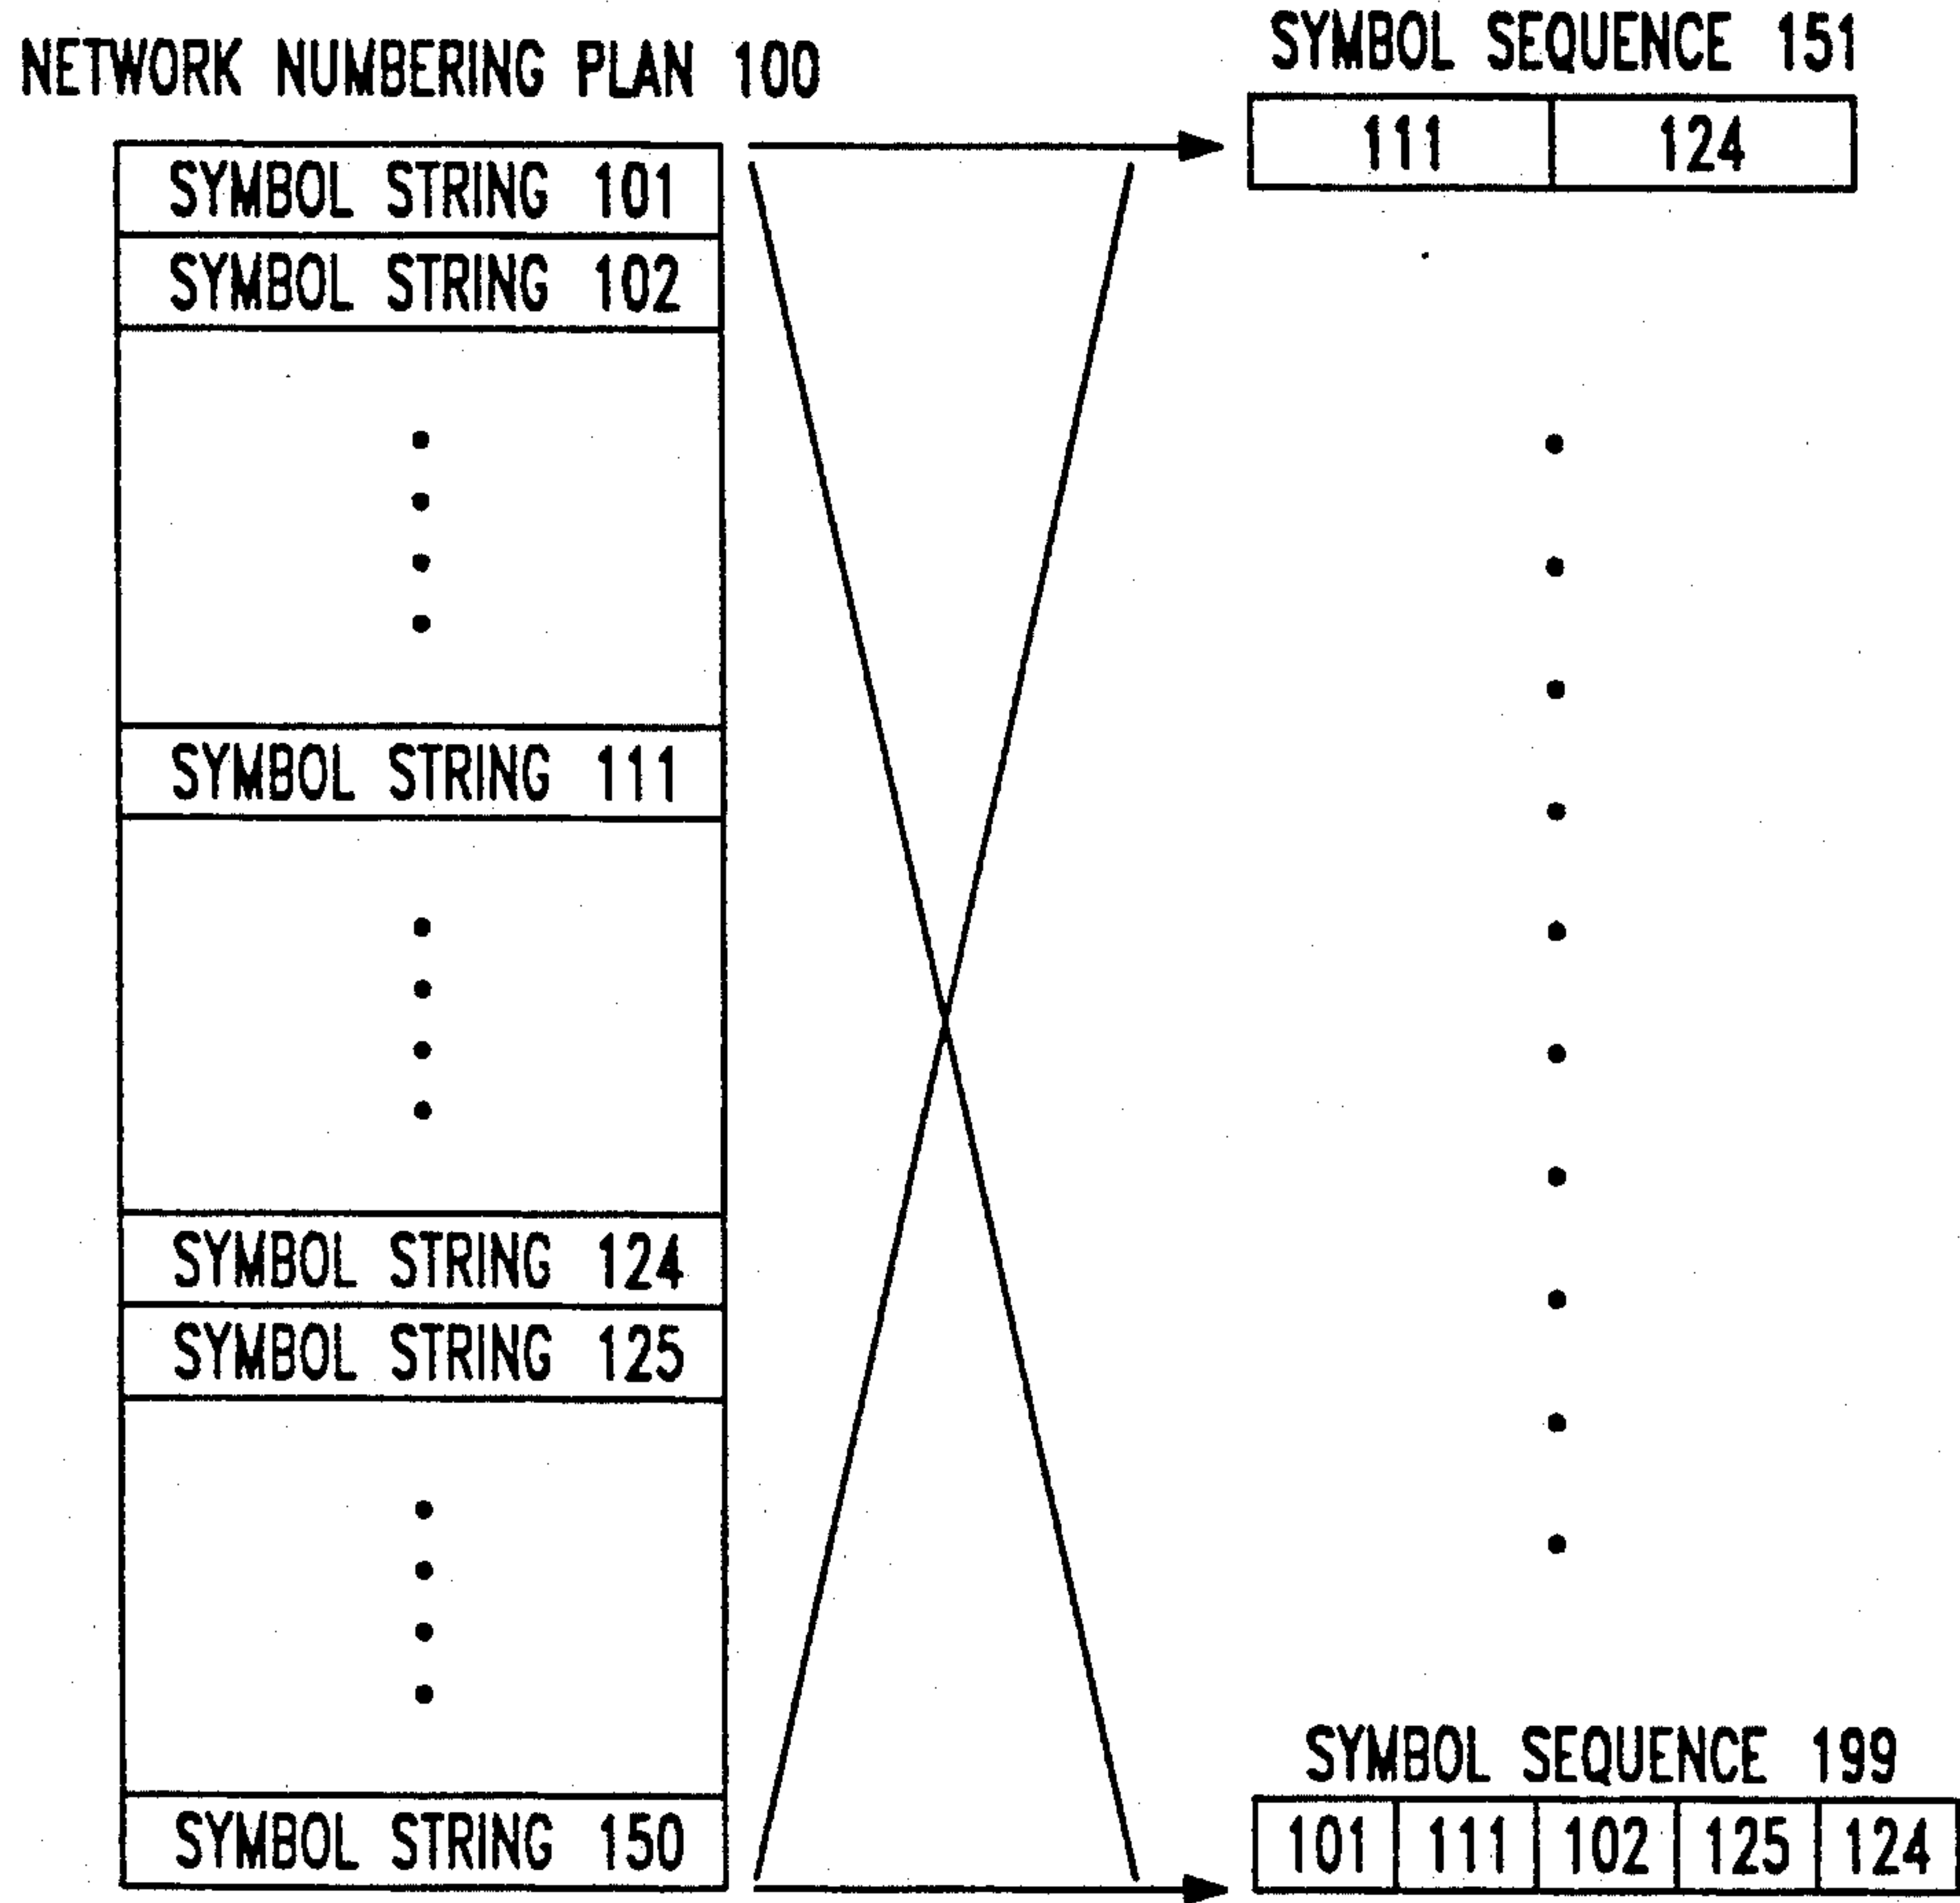 NETWORK NUMBERING PLAN 100
SYMBOL STRING 101
SYMBOL STRING 102
SYMBOL STRING 111
SYMBOL STRING 124
SYMBOL STRING 125
SYMBOL STRING 150
SYMBOL SEQUENCE 151
111 124
SYMBOL SEQUENCE 199
101 111 102 125 124